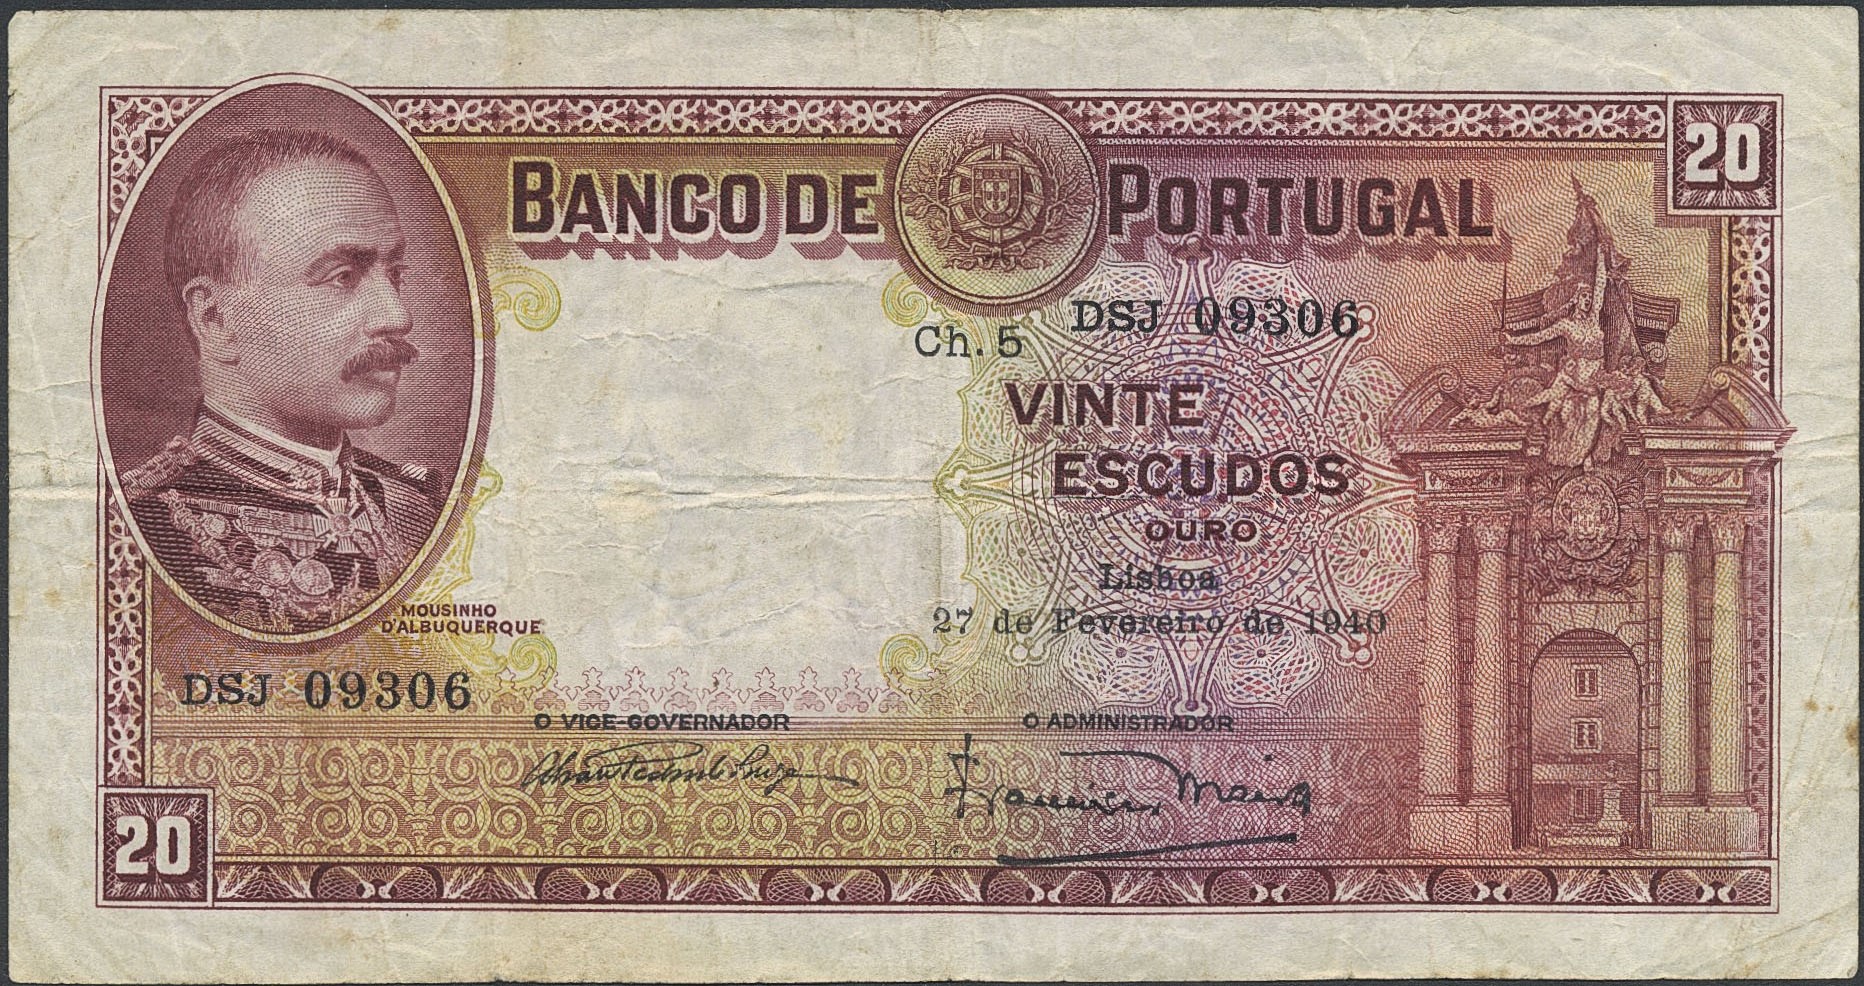 20
BANCO DE PORTUGAL
DSJ 09306
Ch. 5
VINTE
ESCUDOS
OURO
Lisboa
27 de Fevereiro de 1940
MOUSINHO
D'ALBUQUERQUE
DSJ 09306
O VICE-GOVERNADOR
O ADMINISTRADOR
20